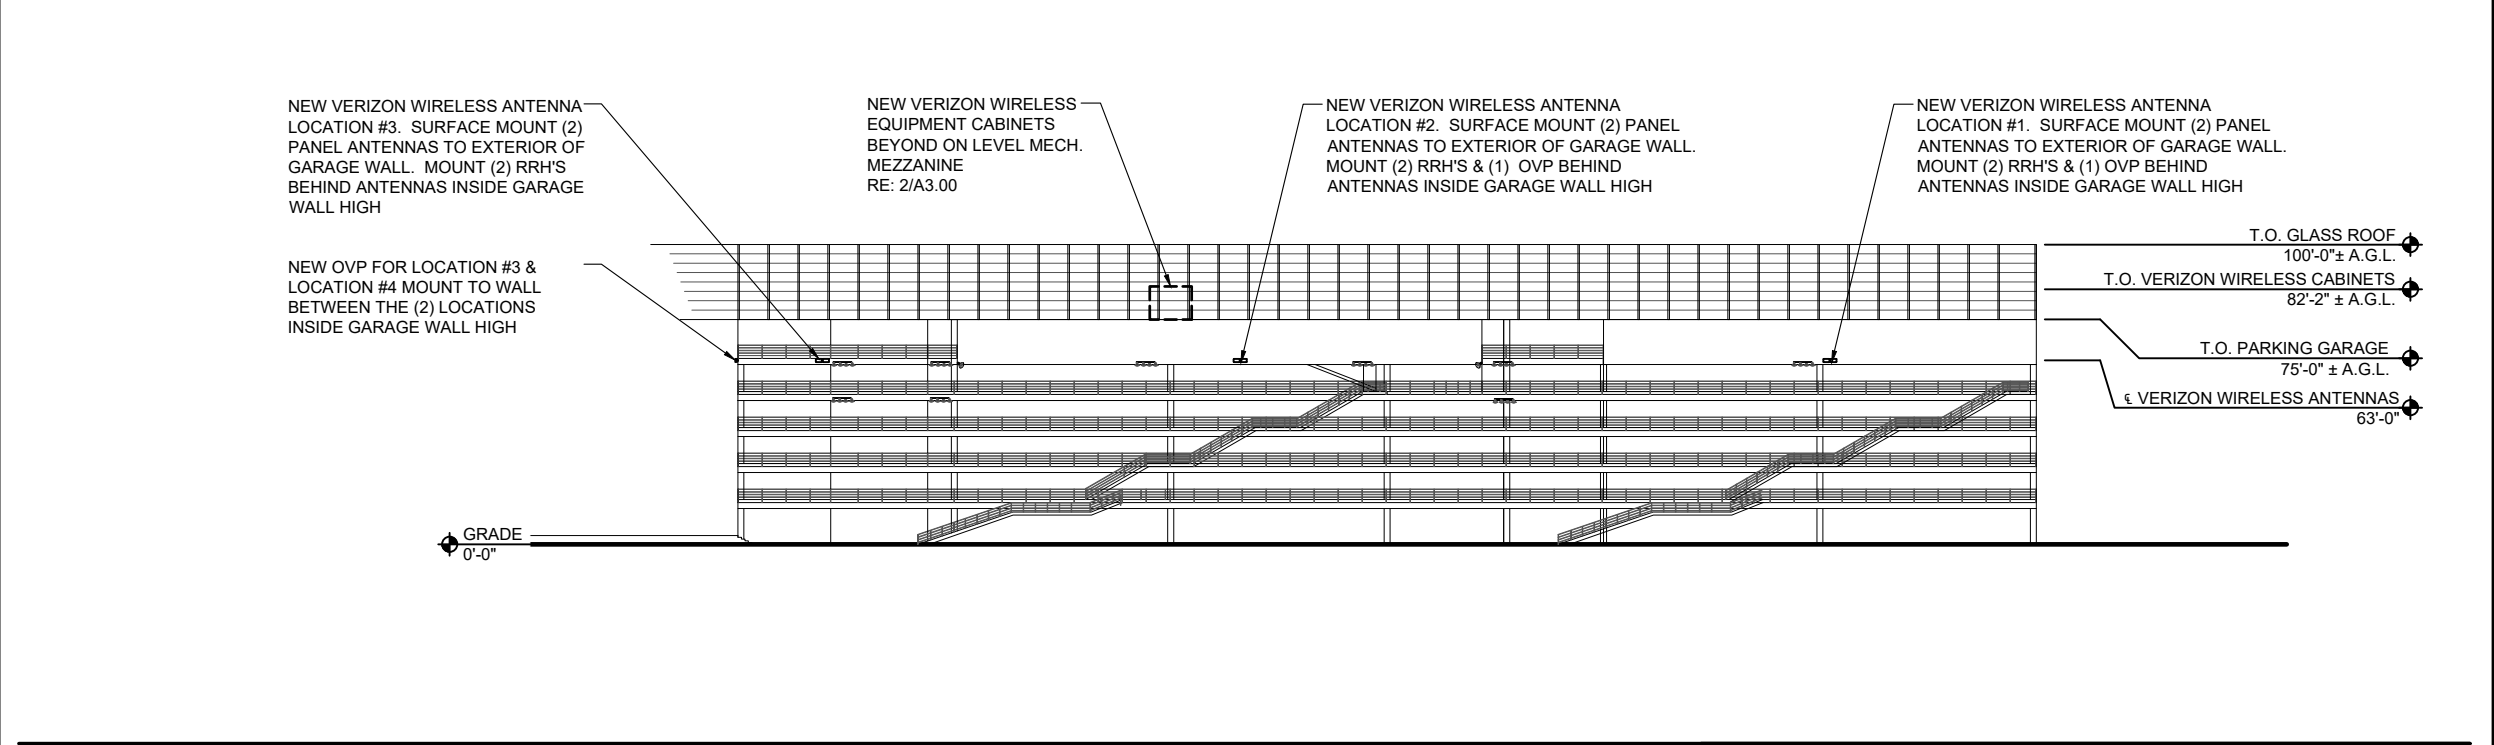 NEW VERIZON WIRELESS ANTENNA
LOCATION #3. SURFACE MOUNT (2)
PANEL ANTENNAS TO EXTERIOR OF
GARAGE WALL. MOUNT (2) RRH'S
BEHIND ANTENNAS INSIDE GARAGE
WALL HIGH
NEW OVP FOR LOCATION #3 &
LOCATION #4 MOUNT TO WALL
BETWEEN THE (2) LOCATIONS
INSIDE GARAGE WALL HIGH
NEW VERIZON WIRELESS
EQUIPMENT CABINETS
BEYOND ON LEVEL MECH.
MEZZANINE
RE: 2/A3.00
NEW VERIZON WIRELESS ANTENNA
LOCATION #2. SURFACE MOUNT (2) PANEL
ANTENNAS TO EXTERIOR OF GARAGE WALL.
MOUNT (2) RRH'S & (1) OVP BEHIND
ANTENNAS INSIDE GARAGE WALL HIGH
NEW VERIZON WIRELESS ANTENNA
LOCATION #1. SURFACE MOUNT (2) PANEL
ANTENNAS TO EXTERIOR OF GARAGE WALL.
MOUNT (2) RRH'S & (1) OVP BEHIND
ANTENNAS INSIDE GARAGE WALL HIGH
T.O. GLASS ROOF
100'-0"± A.G.L.
T.O. VERIZON WIRELESS CABINETS
82'-2" ± A.G.L.
T.O. PARKING GARAGE
75'-0" ± A.G.L.
℄ VERIZON WIRELESS ANTENNAS
63'-0"
GRADE
0'-0"